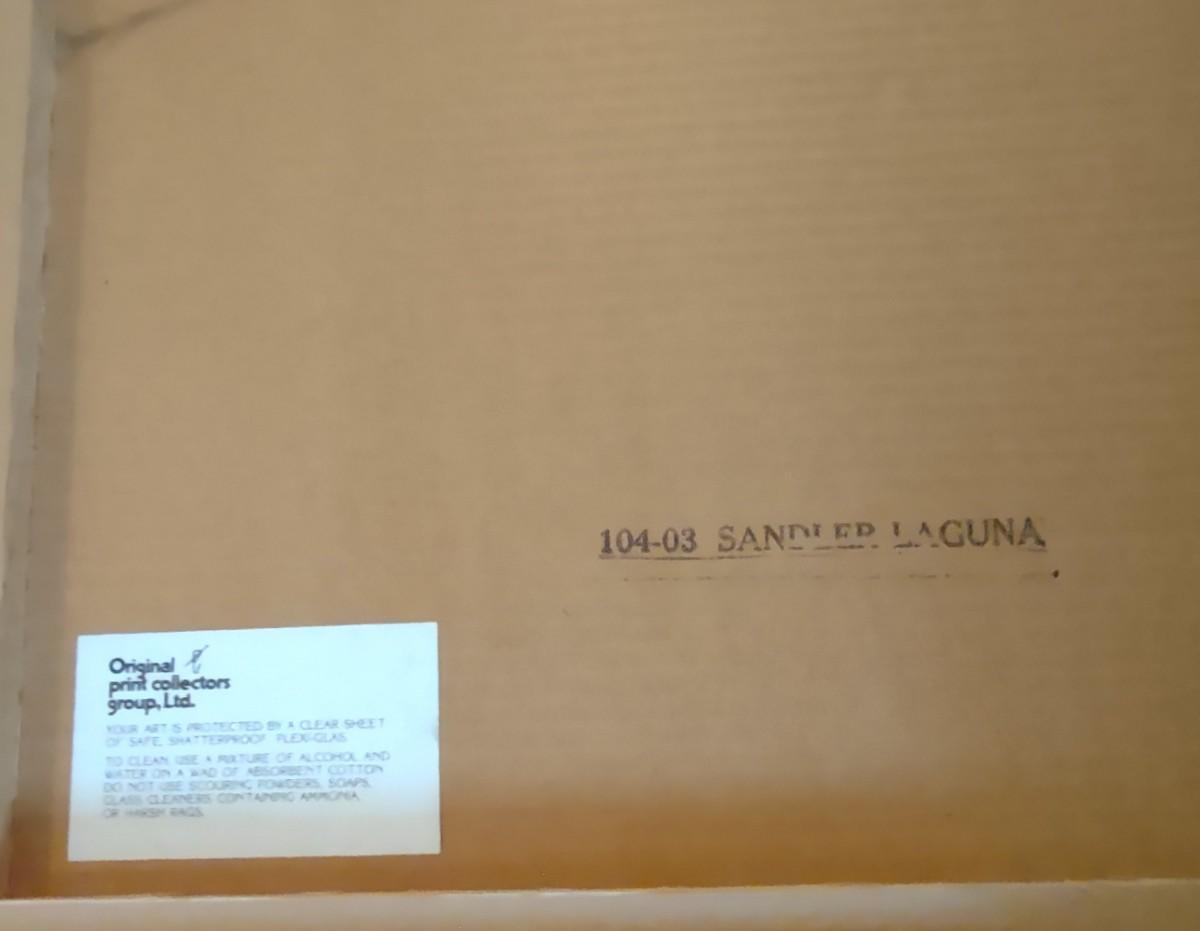 104-03 SANDLER LAGUNA
Original
print collectors
group, Ltd.
YOUR ART IS PROTECTED BY A CLEAR SHEET
OF SAFE, SHATTERPROOF PLEXI-GLAS.
TO CLEAN, USE A MIXTURE OF ALCOHOL AND
WATER ON A WAD OF ABSORBENT COTTON
DO NOT USE SCOURING POWDERS, SOAPS,
GLASS CLEANERS CONTAINING AMMONIA
OR HARSH RAGS.